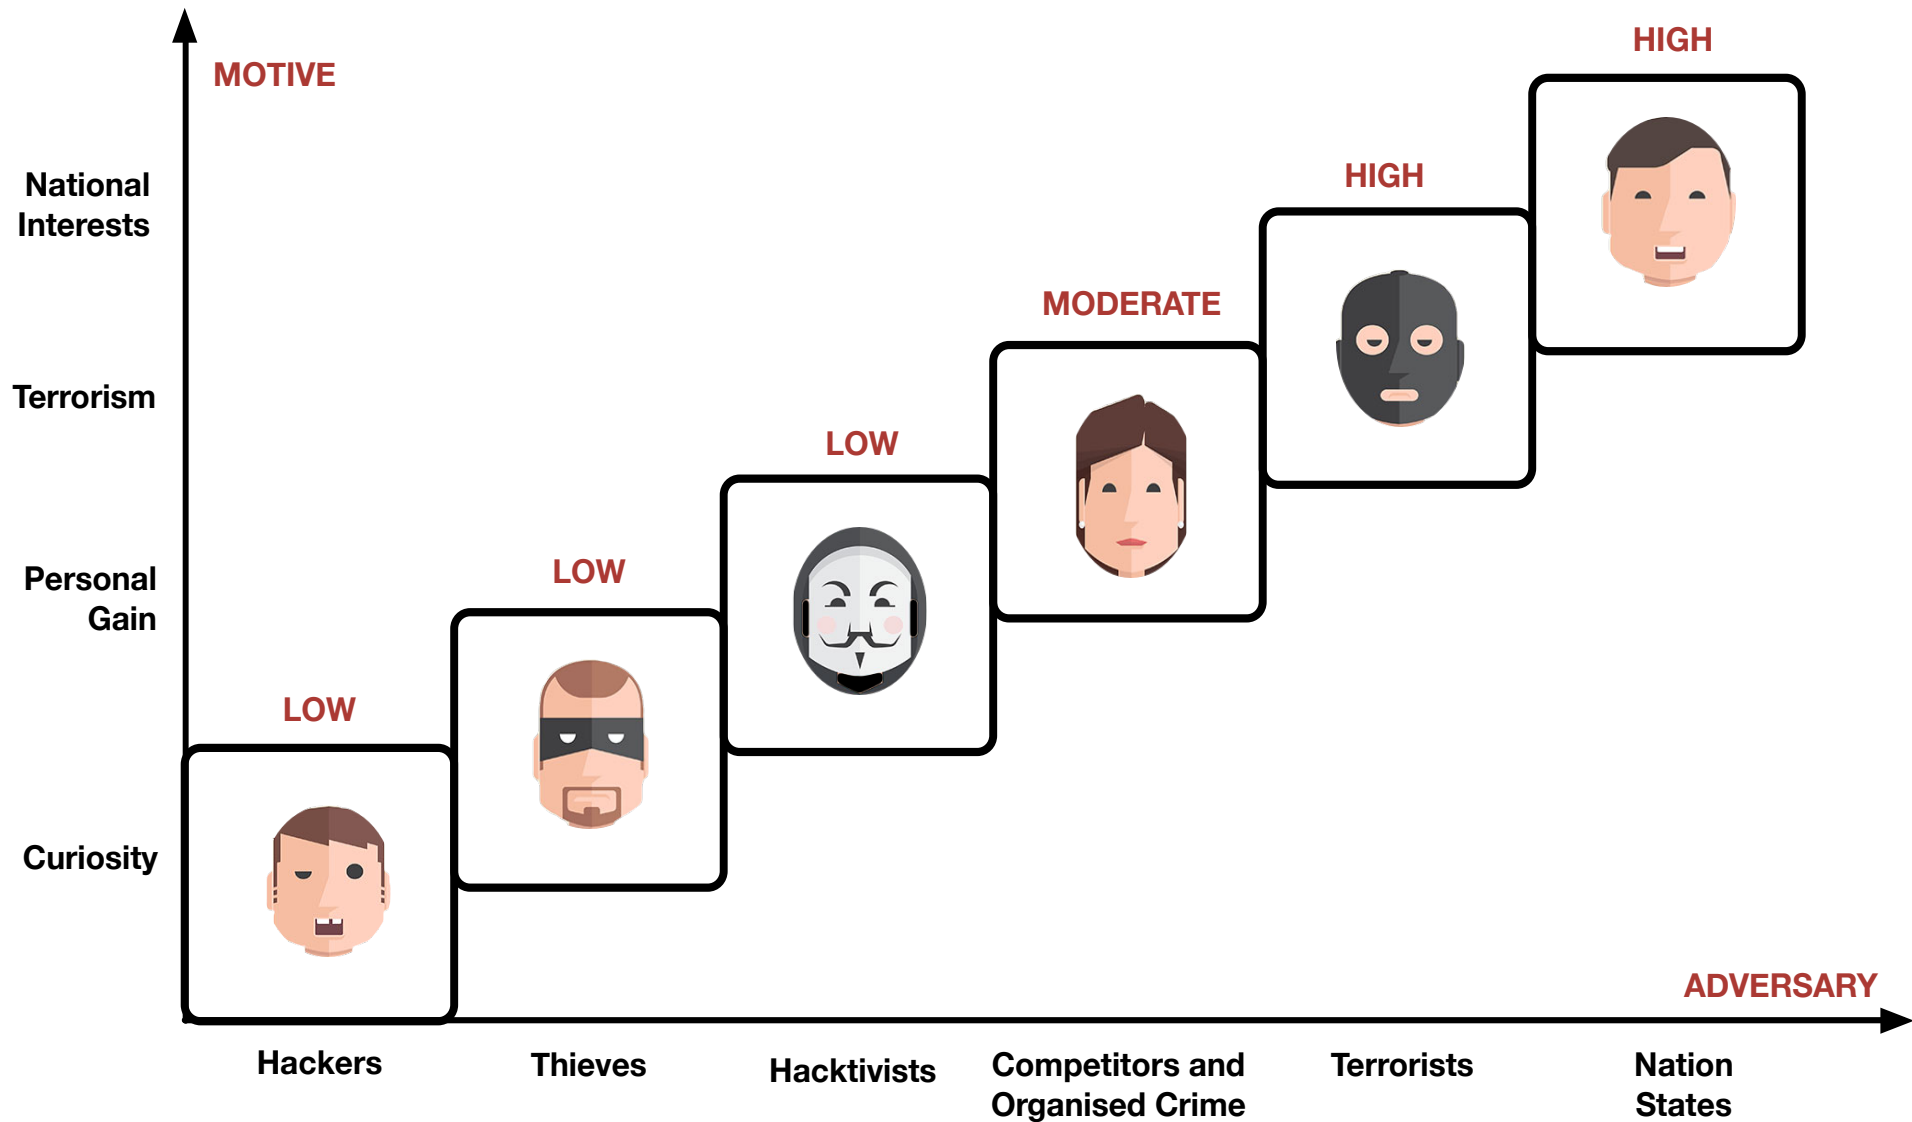 HIGH
MOTIVE
National
Interests
HIGH
MODERATE
Terrorism
LOW
Personal
Gain
LOW
LOW
Curiosity
ADVERSARY
Hackers
Thieves
Hacktivists
Competitors and
Organised Crime
Terrorists
Nation
States